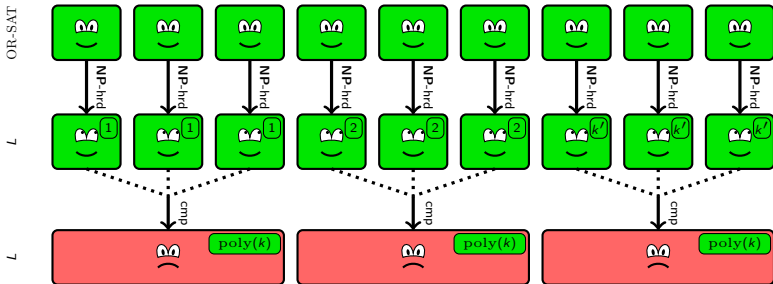 OR-SAT
NP-hrd NP-hrd NP-hrd NP-hrd NP-hrd NP-hrd NP-hrd NP-hrd NP-hrd
L 1 1 1 2 2 2 k′ k′ k′
cmp cmp cmp
L poly(k) poly(k) poly(k)